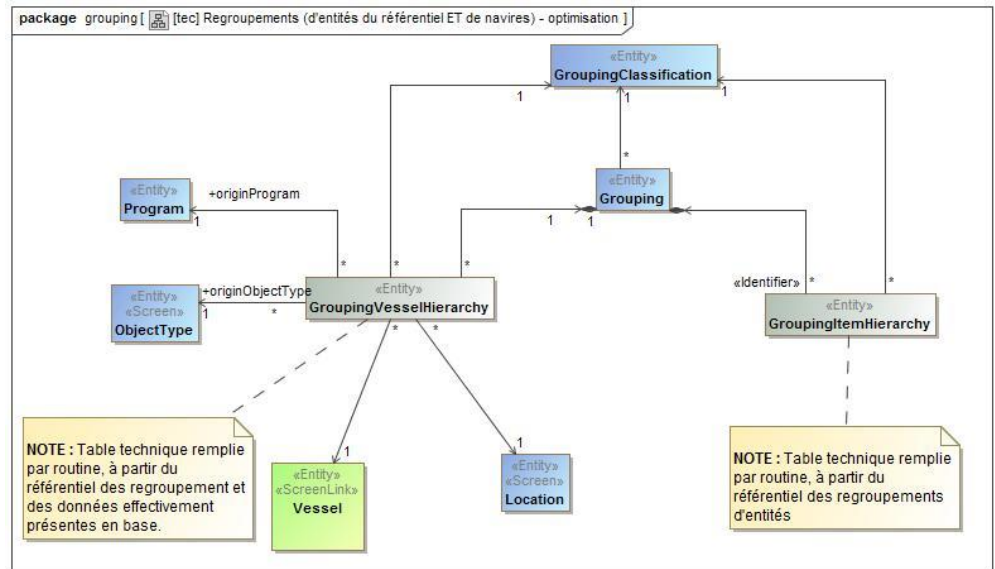 package grouping [ [tec] Regroupements (d'entités du référentiel ET de navires) - optimisation ]
«Entity»
GroupingClassification
1
1
1
*
«Entity»
Grouping
«Entity»
Program
+originProgram
1
1
1
*
*
*
«Identifier»
*
*
«Entity»
«Screen»
ObjectType
+originObjectType
1
*
«Entity»
GroupingVesselHierarchy
*
*
«Entity»
GroupingItemHierarchy
NOTE : Table technique remplie
par routine, à partir du
référentiel des regroupement et
des données effectivement
présentes en base.
1
«Entity»
«ScreenLink»
Vessel
1
«Entity»
«Screen»
Location
NOTE : Table technique remplie
par routine, à partir du
référentiel des regroupements
d'entités